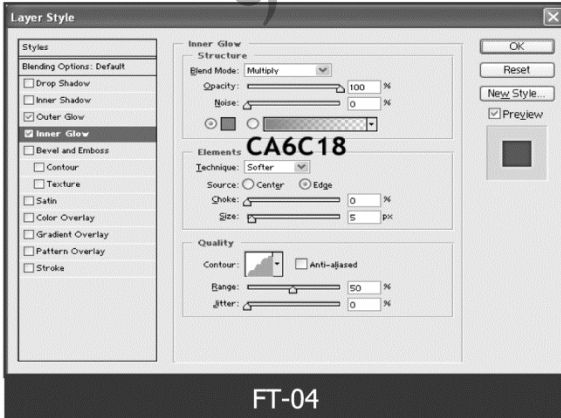 Layer Style
Styles
Blending Options: Default
Drop Shadow
Inner Shadow
Outer Glow
Inner Glow
Bevel and Emboss
Contour
Texture
Satin
Color Overlay
Gradient Overlay
Pattern Overlay
Stroke
Inner Glow
Structure
Blend Mode: Multiply
Opacity: 100 %
Noise: 0 %
CA6C18
Elements
Technique: Softer
Source: Center Edge
Choke: 0 %
Size: 5 px
Quality
Contour: Anti-aliased
Range: 50 %
Jitter: 0 %
OK
Reset
New Style...
Preview
FT-04